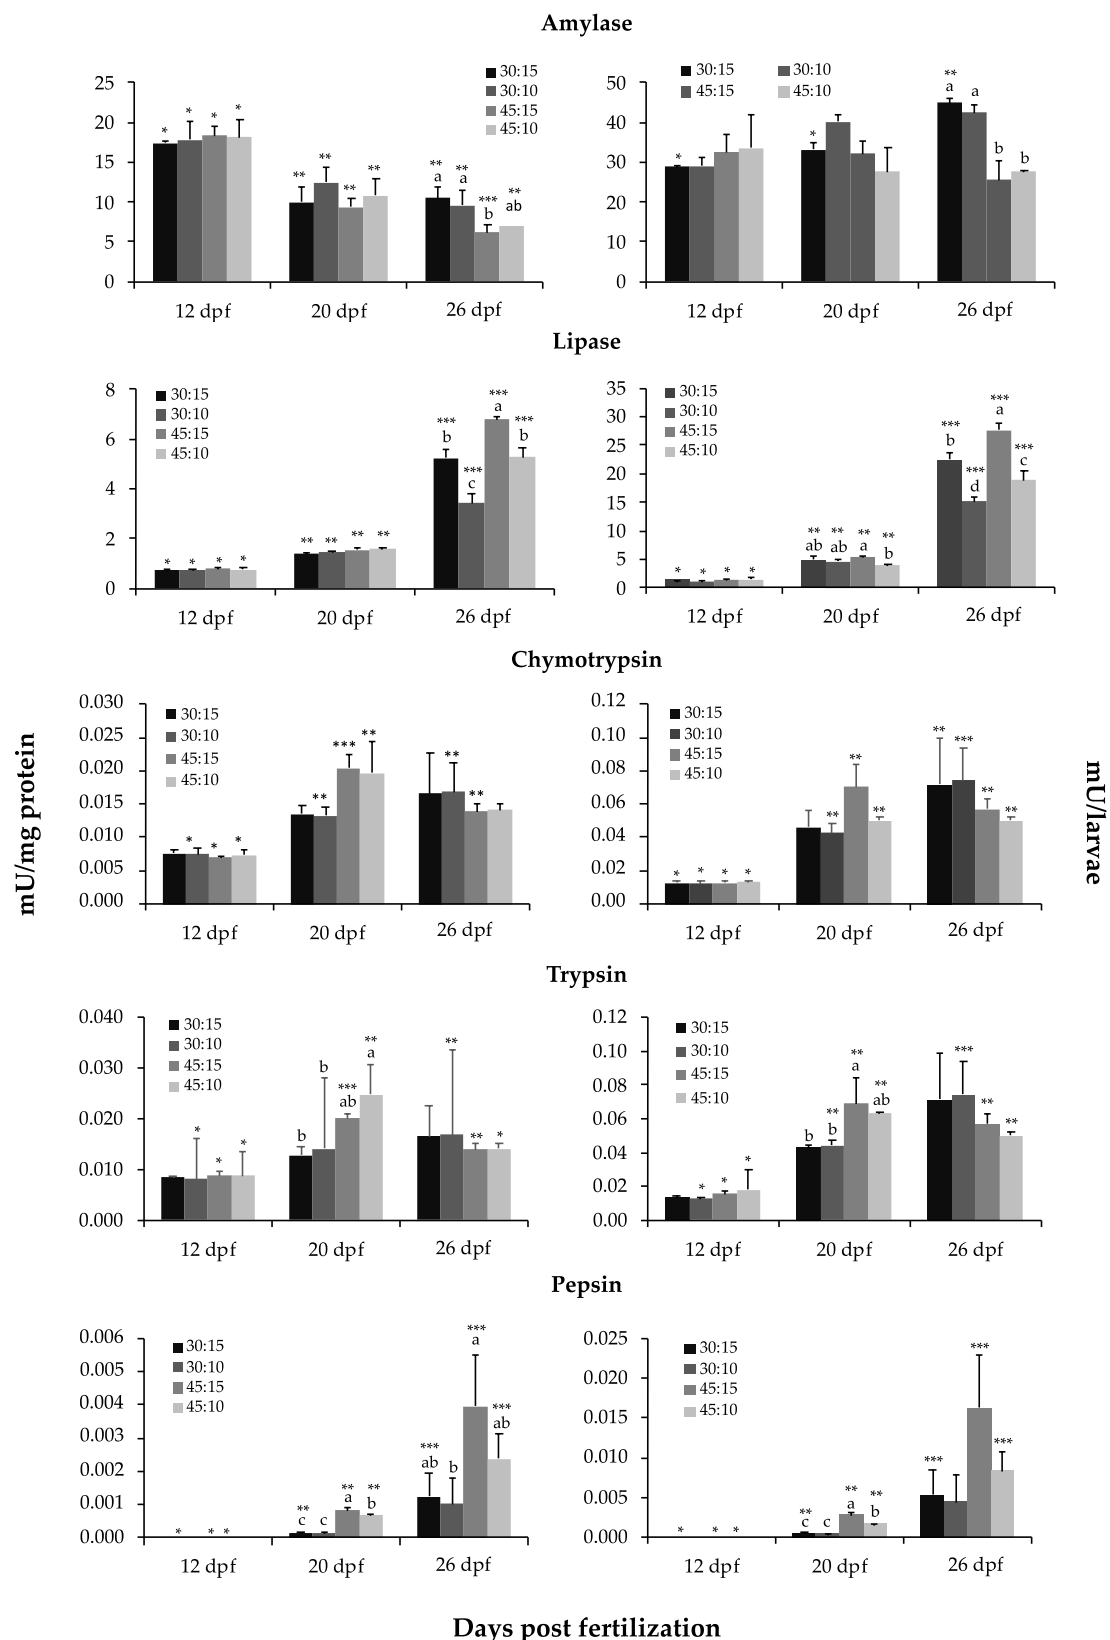 Amylase
30:15
30:10
45:15
45:10
25
20
15
10
5
0
* * * *
** ** ** **
** ** *** **
a a b ab
12 dpf 20 dpf 26 dpf
30:15 30:10
45:15 45:10
50
40
30
20
10
0
*
*
**
a a b b
12 dpf 20 dpf 26 dpf
Lipase
30:15
30:10
45:15
45:10
8
6
4
2
0
* * * *
** ** ** **
*** *** *** ***
b c a b
12 dpf 20 dpf 26 dpf
30:15
30:10
45:15
45:10
35
30
25
20
15
10
5
0
* * * *
** ** ** **
ab ab a b
*** *** *** ***
b d a c
12 dpf 20 dpf 26 dpf
Chymotrypsin
mU/mg protein
mU/larvae
30:15
30:10
45:15
45:10
0.030
0.025
0.020
0.015
0.010
0.005
0.000
* * *
** *** **
** **
12 dpf 20 dpf 26 dpf
30:15
30:10
45:15
45:10
0.12
0.10
0.08
0.06
0.04
0.02
0.00
* * * *
** ** **
** *** ** **
12 dpf 20 dpf 26 dpf
Trypsin
30:15
30:10
45:15
45:10
0.040
0.030
0.020
0.010
0.000
* * *
*** **
b b ab a
** ** *
12 dpf 20 dpf 26 dpf
30:15
30:10
45:15
45:10
0.12
0.10
0.08
0.06
0.04
0.02
0.00
* * *
** ** **
b b a ab
*** ** **
12 dpf 20 dpf 26 dpf
Pepsin
30:15
30:10
45:15
45:10
0.006
0.005
0.004
0.003
0.002
0.001
0.000
* * *
** ** **
c c a b
*** *** ***
ab b a ab
12 dpf 20 dpf 26 dpf
30:15
30:10
45:15
45:10
0.025
0.020
0.015
0.010
0.005
0.000
* * *
** ** **
c c a b
*** *** ***
12 dpf 20 dpf 26 dpf
Days post fertilization